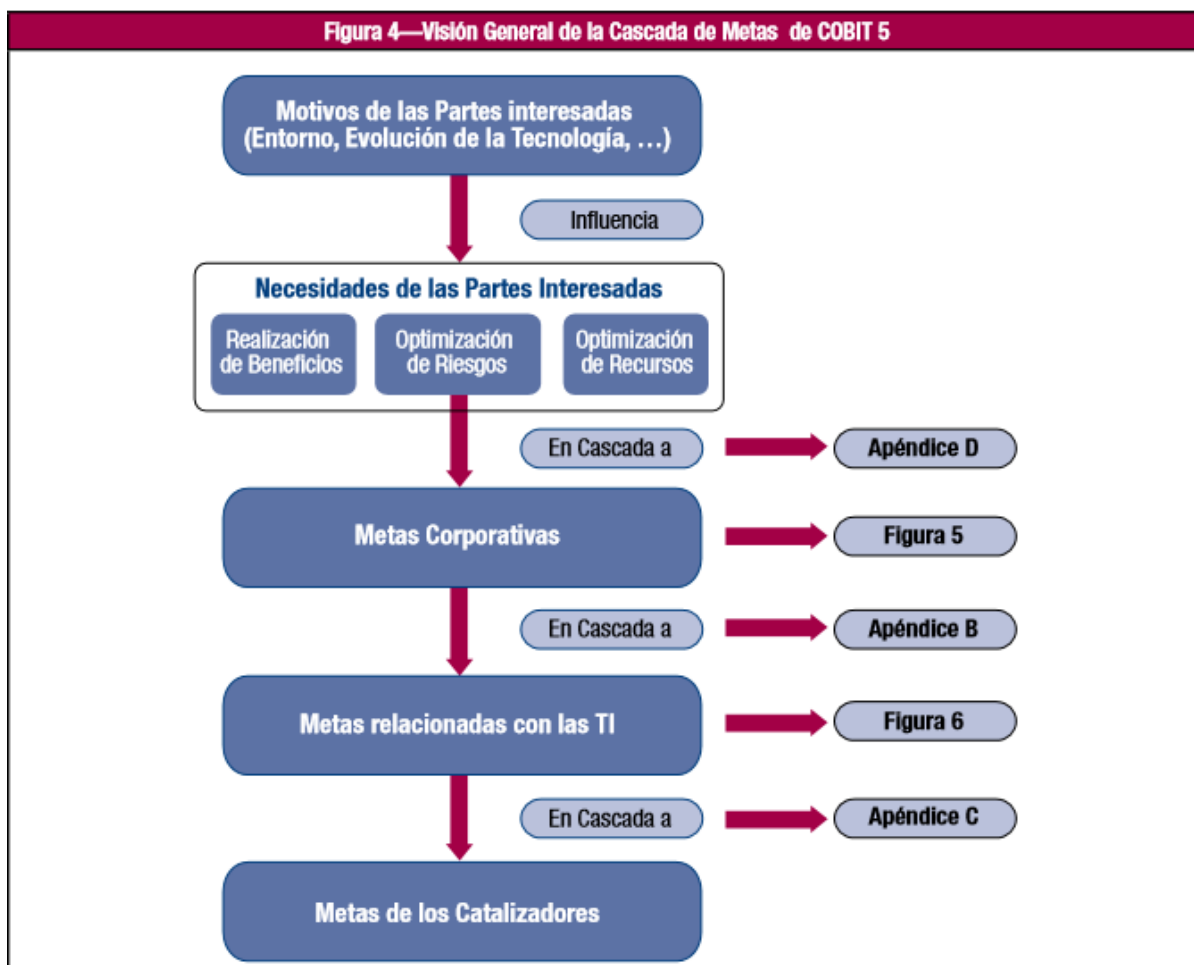 Figura 4—Visión General de la Cascada de Metas de COBIT 5
Motivos de las Partes interesadas
(Entorno, Evolución de la Tecnología, …)
Influencia
Necesidades de las Partes Interesadas
Realización
de Beneficios
Optimización
de Riesgos
Optimización
de Recursos
En Cascada a
Apéndice D
Metas Corporativas
Figura 5
En Cascada a
Apéndice B
Metas relacionadas con las TI
Figura 6
En Cascada a
Apéndice C
Metas de los Catalizadores